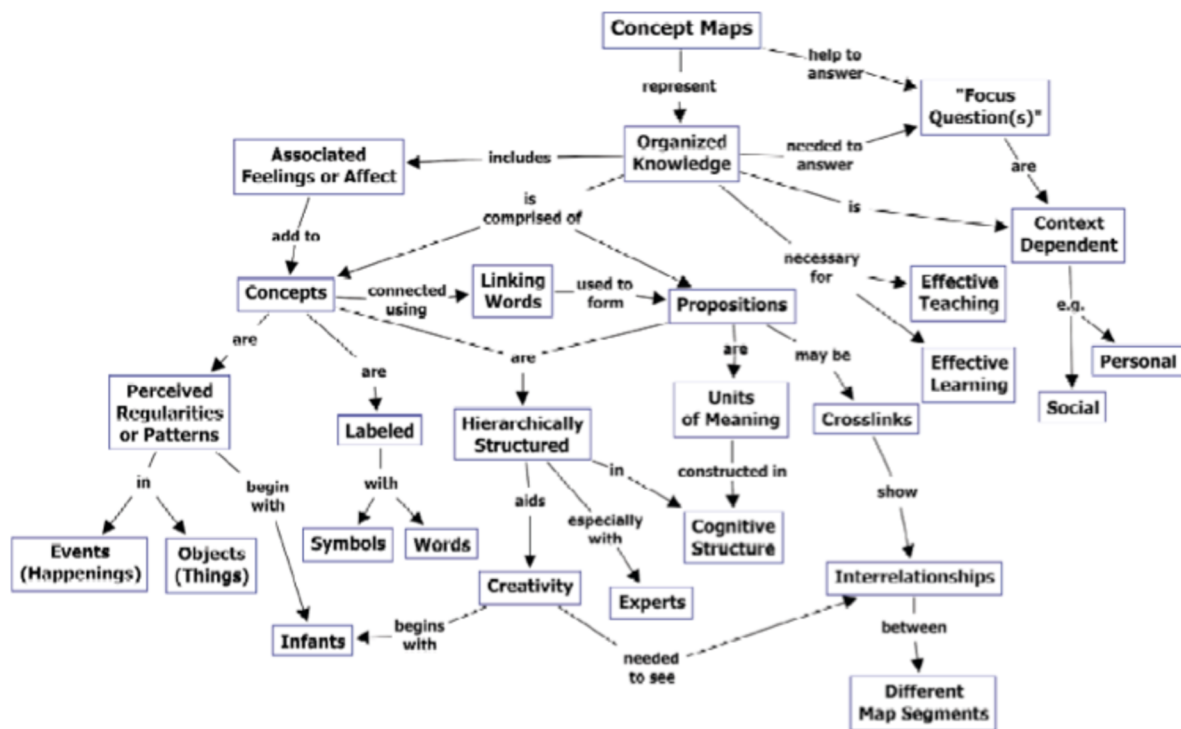 Concept Maps
help to
answer
represent
"Focus
Question(s)"
Organized
Knowledge
needed to
answer
includes
Associated
Feelings or Affect
are
is
comprised of
is
Context
Dependent
add to
necessary
for
Concepts
connected
using
Linking
Words
used to
form
Propositions
Effective
Teaching
e.g.
are
are
are
may be
Personal
Effective
Learning
Perceived
Regularities
or Patterns
are
Labeled
Hierarchically
Structured
Units
of Meaning
Crosslinks
Social
in
begin
with
with
aids
in
constructed in
show
especially
with
Events
(Happenings)
Objects
(Things)
Symbols
Words
Cognitive
Structure
Creativity
Experts
Interrelationships
Infants
begins
with
needed
to see
between
Different
Map Segments